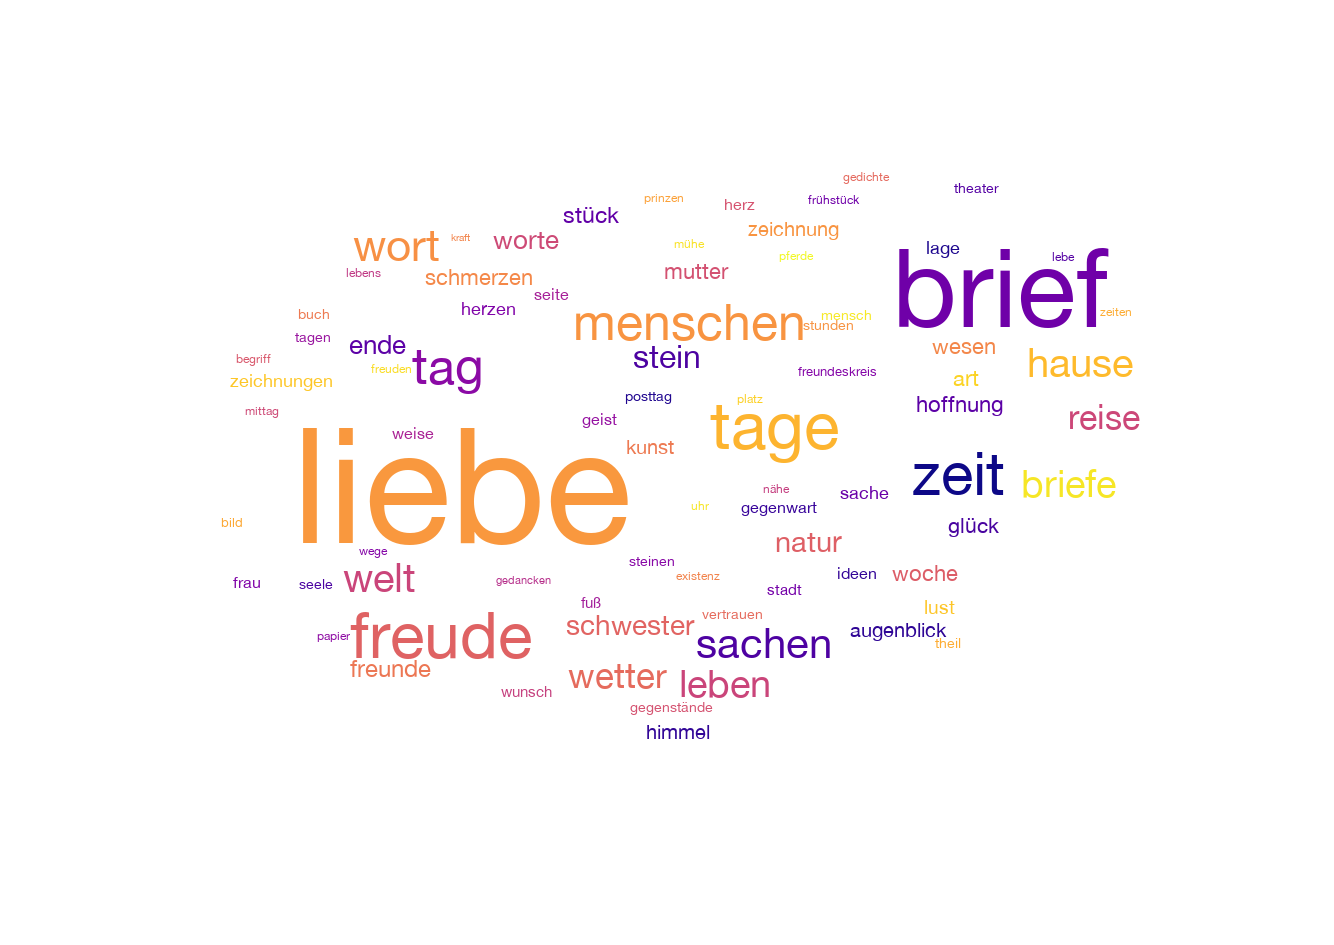 gedichte
theater
prinzen
frühstück
herz
stück
zeichnung
wort
kraft
worte
mühe
lage
pferde
lebe
mutter
lebens
schmerzen
brief
seite
herzen
zeiten
buch
mensch
menschen
stunden
tagen
ende
wesen
stein
begriff
hause
tag
freuden
freundeskreis
zeichnungen
art
posttag
platz
hoffnung
mittag
reise
geist
tage
weise
kunst
zeit
briefe
liebe
nähe
sache
uhr
gegenwart
bild
glück
natur
wege
steinen
woche
ideen
existenz
welt
gedancken
frau
seele
stadt
fuß
lust
vertrauen
schwester
augenblick
papier
freude
sachen
theil
freunde
wetter
leben
wunsch
gegenstände
himmel